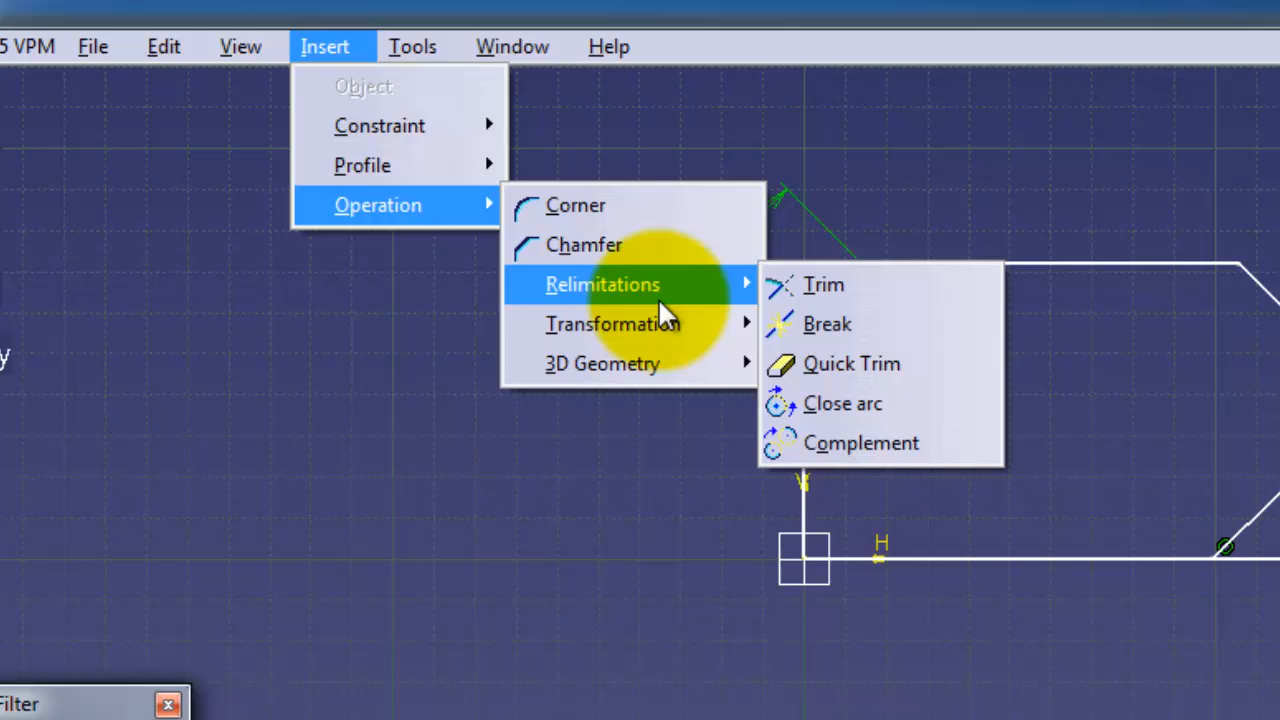 5 VPM File Edit View Insert Tools Window Help
Object
Constraint
Profile
Operation
Corner
Chamfer
Relimitations
Transformation
3D Geometry
Trim
Break
Quick Trim
Close arc
Complement
y
V
H
Filter